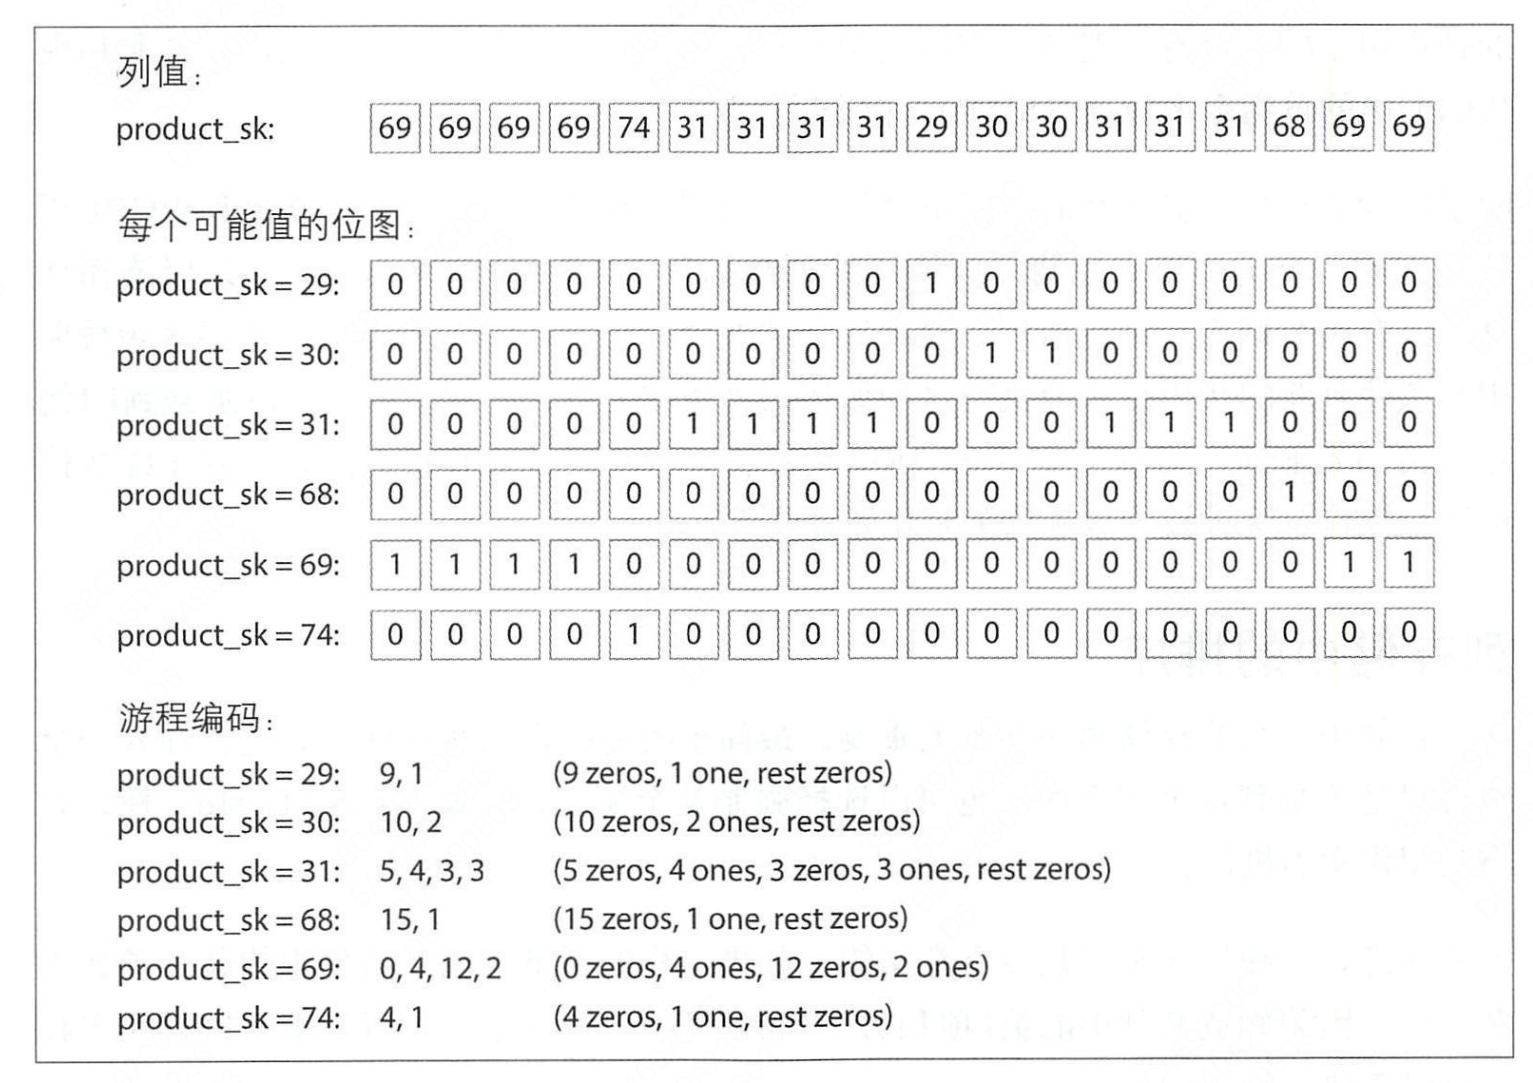 列值：
product_sk: 69 69 69 69 74 31 31 31 31 29 30 30 31 31 31 68 69 69
每个可能值的位图：
product_sk = 29: 0 0 0 0 0 0 0 0 0 1 0 0 0 0 0 0 0 0
product_sk = 30: 0 0 0 0 0 0 0 0 0 0 1 1 0 0 0 0 0 0
product_sk = 31: 0 0 0 0 0 1 1 1 1 0 0 0 1 1 1 0 0 0
product_sk = 68: 0 0 0 0 0 0 0 0 0 0 0 0 0 0 0 1 0 0
product_sk = 69: 1 1 1 1 0 0 0 0 0 0 0 0 0 0 0 0 1 1
product_sk = 74: 0 0 0 0 1 0 0 0 0 0 0 0 0 0 0 0 0 0
游程编码：
product_sk = 29: 9, 1 (9 zeros, 1 one, rest zeros)
product_sk = 30: 10, 2 (10 zeros, 2 ones, rest zeros)
product_sk = 31: 5, 4, 3, 3 (5 zeros, 4 ones, 3 zeros, 3 ones, rest zeros)
product_sk = 68: 15, 1 (15 zeros, 1 one, rest zeros)
product_sk = 69: 0, 4, 12, 2 (0 zeros, 4 ones, 12 zeros, 2 ones)
product_sk = 74: 4, 1 (4 zeros, 1 one, rest zeros)